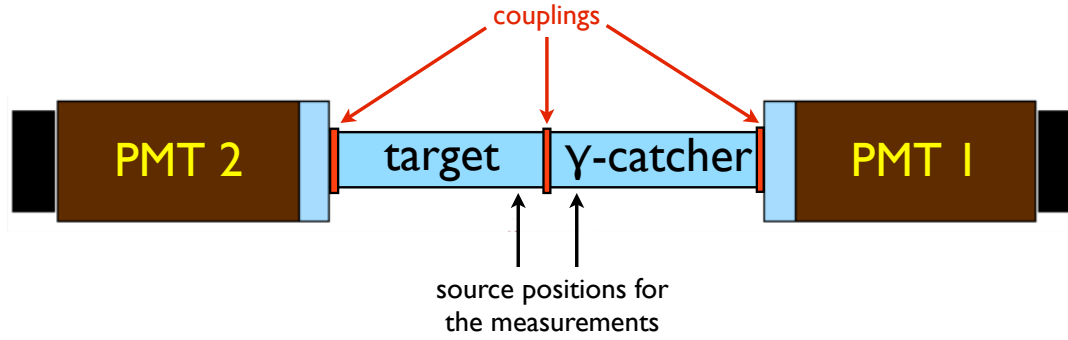 couplings
PMT 2
target
γ-catcher
PMT 1
source positions for
the measurements